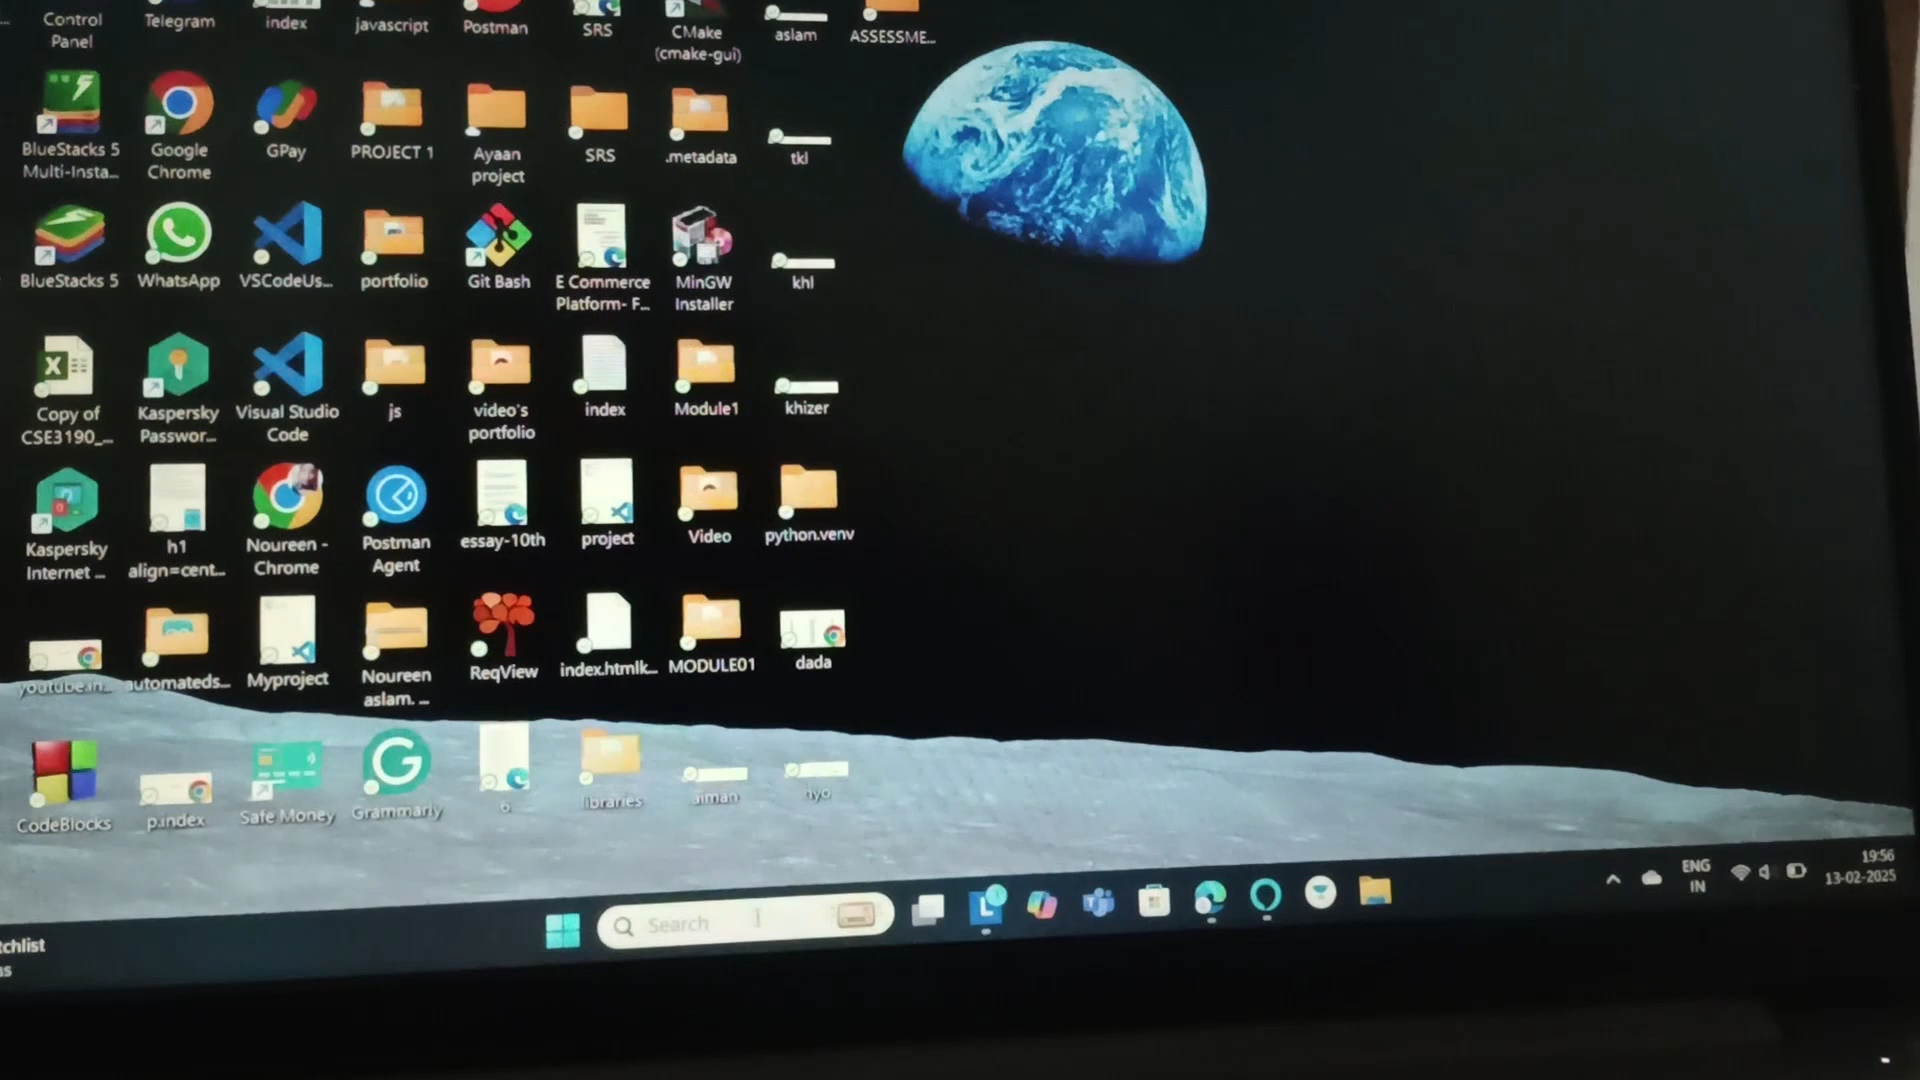 Control
Panel
Telegram
index
javascript
Postman
SRS
CMake
(cmake-gui)
aslam
ASSESSME...
BlueStacks 5
Multi-Insta...
Google
Chrome
GPay
PROJECT 1
Ayaan
project
SRS
.metadata
tkl
BlueStacks 5
WhatsApp
VSCodeUs...
portfolio
Git Bash
E Commerce
Platform- F...
MinGW
Installer
khl
Copy of
CSE3190_...
Kaspersky
Passwor...
Visual Studio
Code
js
video's
portfolio
index
Module1
khizer
Kaspersky
Internet ...
h1
align=cent...
Noureen -
Chrome
Postman
Agent
essay-10th
project
Video
python.venv
youtube.in...
automateds...
Myproject
Noureen
aslam. ...
ReqView
index.htmlk...
MODULE01
dada
CodeBlocks
p.index
Safe Money
Grammarly
6
libraries
aiman
Search
ENG
IN
19:56
13-02-2025